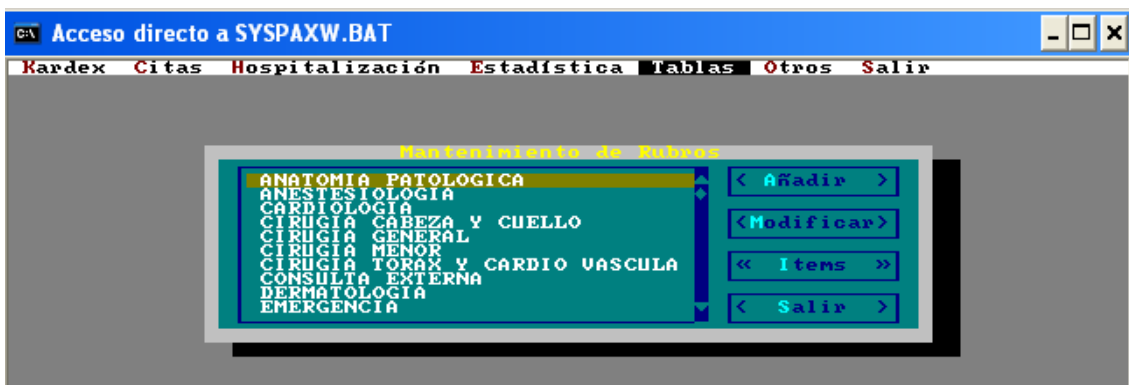 Acceso directo a SYSPAXW.BAT
Kardex Citas Hospitalización Estadística Tablas Otros Salir
Mantenimiento de Rubros
ANATOMIA PATOLOGICA
ANESTESIOLOGIA
CARDIOLOGIA
CIRUGIA CABEZA Y CUELLO
CIRUGIA GENERAL
CIRUGIA MENOR
CIRUGIA TORAX Y CARDIO VASCULA
CONSULTA EXTERNA
DERMATOLOGIA
EMERGENCIA
< Añadir >
<Modificar>
« Items »
< Salir >